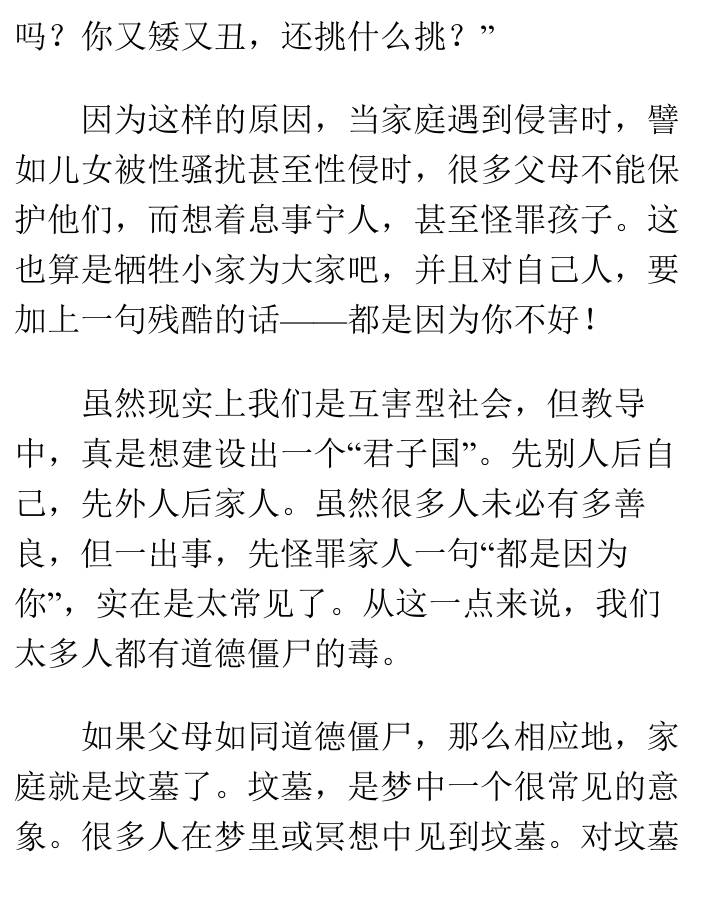 吗？你又矮又丑，还挑什么挑？”
因为这样的原因，当家庭遇到侵害时，譬
如儿女被性骚扰甚至性侵时，很多父母不能保
护他们，而想着息事宁人，甚至怪罪孩子。这
也算是牺牲小家为大家吧，并且对自己人，要
加上一句残酷的话——都是因为你不好！
虽然现实上我们是互害型社会，但教导
中，真是想建设出一个“君子国”。先别人后自
己，先外人后家人。虽然很多人未必有多善
良，但一出事，先怪罪家人一句“都是因为
你”，实在是太常见了。从这一点来说，我们
太多人都有道德僵尸的毒。
如果父母如同道德僵尸，那么相应地，家
庭就是坟墓了。坟墓，是梦中一个很常见的意
象。很多人在梦里或冥想中见到坟墓。对坟墓